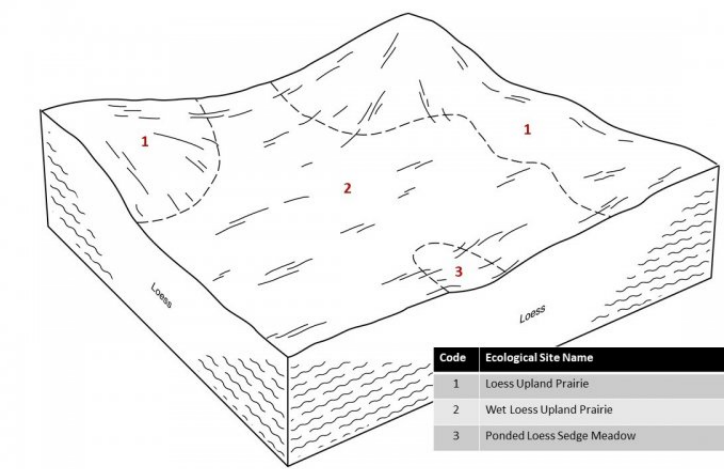 1
1
2
3
Loess
Loess
Code Ecological Site Name
1 Loess Upland Prairie
2 Wet Loess Upland Prairie
3 Ponded Loess Sedge Meadow